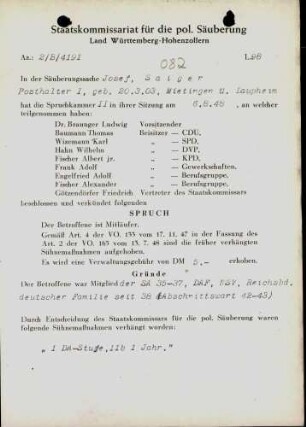 Staatskommissariat für die pol. Säuberung
Land Württemberg-Hohenzollern
Az.: 2/B/4191
L96
082
In der Säuberungssache Josef, Saiger
Posthalter I, geb. 20.3.03, Mietingen U. Laupheim
hat die Spruchkammer II in ihrer Sitzung am 6.8.48, an welcher
teilgenommen haben:
Dr. Braunger Ludwig Vorsitzender
Baumann Thomas Beisitzer - CDU,
Wizemann Karl „ - SPD,
Hahn Wilhelm „ - DVP,
Fischer Albert jr. „ - KPD,
Frank Adolf „ - Gewerkschaften,
Engelfried Adolf „ - Berufsgruppe,
Fischer Alexander „ - Berufsgruppe,
Götzendörfer Friedrich Vertreter des Staatskommissars
beschlossen und verkündet folgenden
SPRUCH
Der Betroffene ist Mitläufer.
Gemäß Art. 4 der VO. 133 vom 17. 11. 47 in der Fassung des
Art. 2 der VO. 165 vom 13. 7. 48 sind die früher verhängten
Sühnemaßnahmen aufgehoben.
Es wird eine Verwaltungsgebühr von DM 5.- erhoben.
Gründe
Der Betroffene war Mitglied der SA 35-37, DAF, NSV, Reichsbd.
deutscher Familie seit 38 (Abschnittswart 42-43)
Durch Entscheidung des Staatskommissars für die pol. Säuberung waren
folgende Sühnemaßnahmen verhängt worden:
„ 1 DA-Stufe, IIb 1 Jahr."